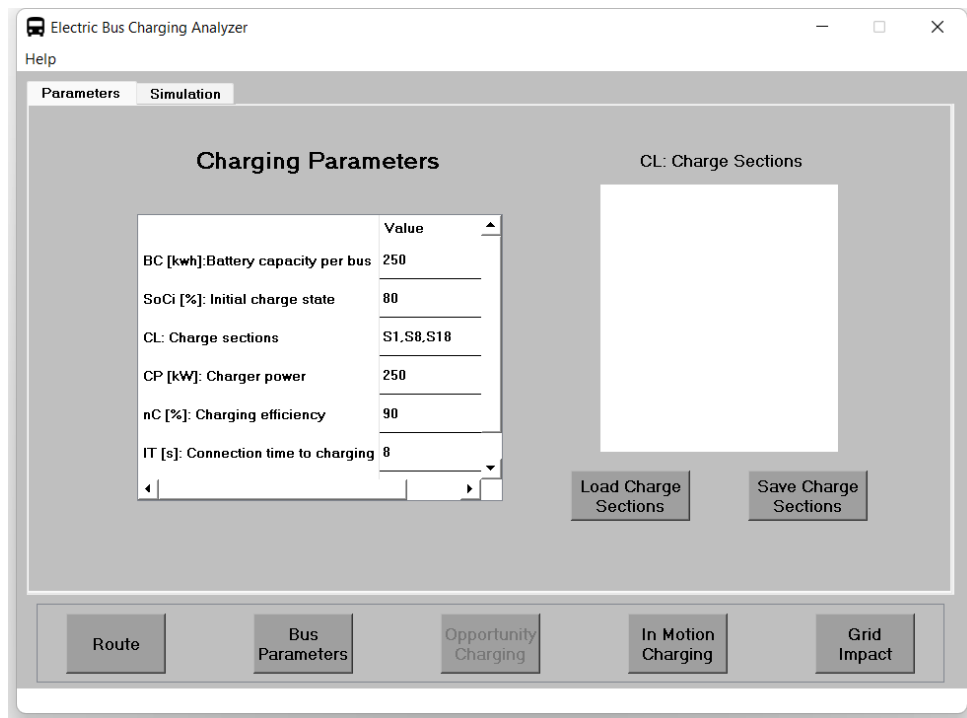 Electric Bus Charging Analyzer
Help
Parameters Simulation
Charging Parameters
CL: Charge Sections
Value
BC [kwh]:Battery capacity per bus 250
SoCi [%]: Initial charge state 80
CL: Charge sections S1,S8,S18
CP [kW]: Charger power 250
nC [%]: Charging efficiency 90
IT [s]: Connection time to charging 8
Load Charge
Sections
Save Charge
Sections
Route
Bus
Parameters
Opportunity
Charging
In Motion
Charging
Grid
Impact